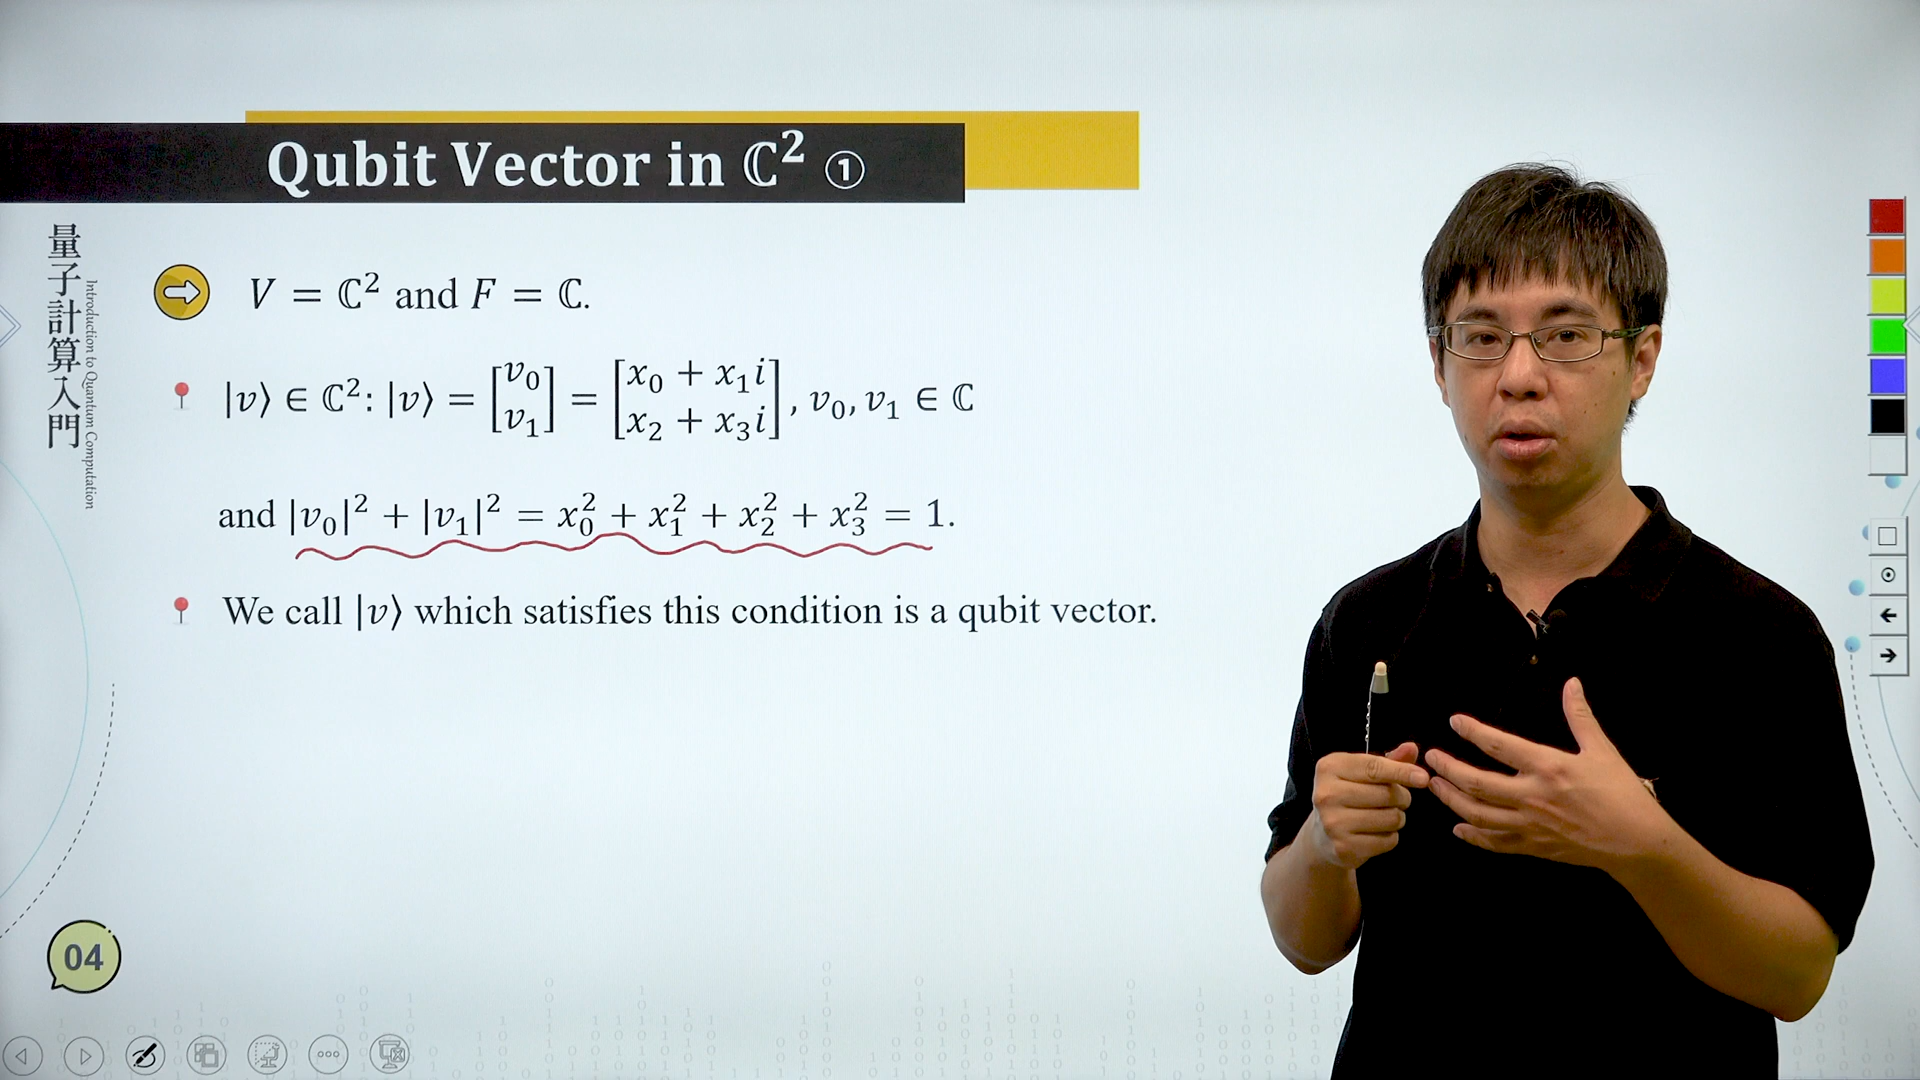 Qubit Vector in ℂ² ①
量子計算入門
Introduction to Quantum Computation
V = ℂ² and F = ℂ.
|v⟩ ∈ ℂ²: |v⟩ = [v₀ v₁] = [x₀ + x₁i x₂ + x₃i], v₀, v₁ ∈ ℂ
and |v₀|² + |v₁|² = x₀² + x₁² + x₂² + x₃² = 1.
We call |v⟩ which satisfies this condition is a qubit vector.
04